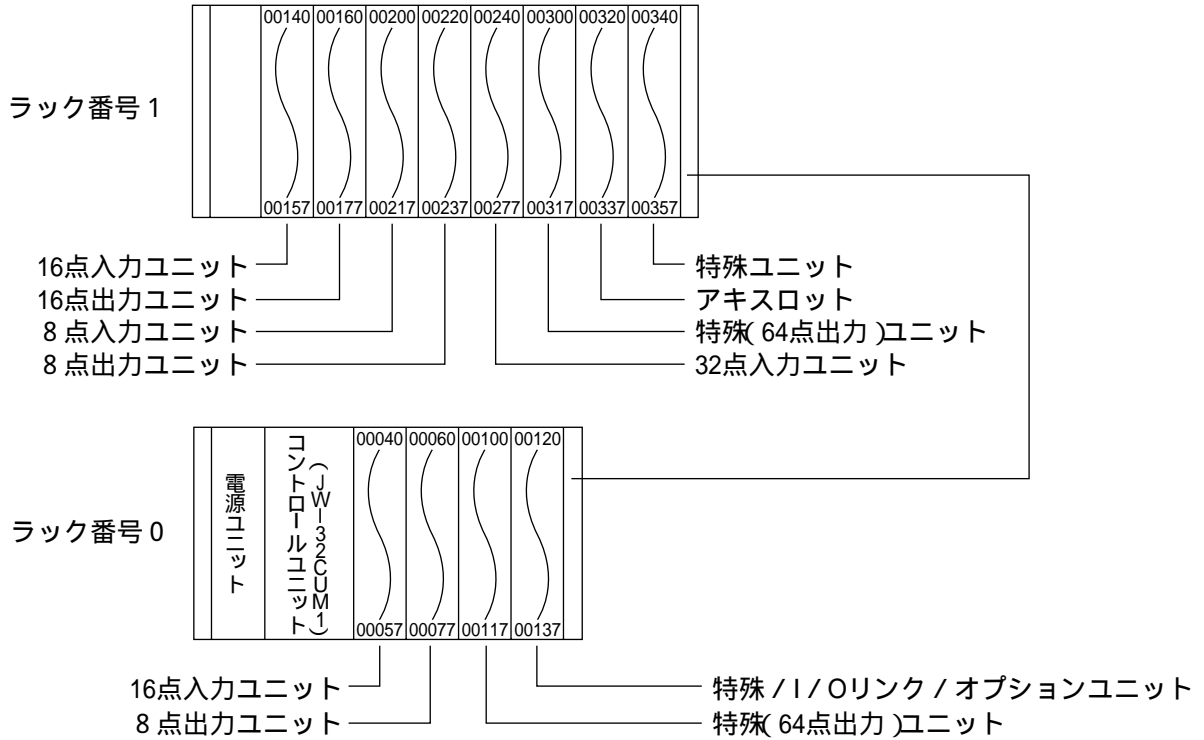 00140 00160 00200 00220 00240 00300 00320 00340
ラック番号 1
00157 00177 00217 00237 00277 00317 00337 00357
16点入力ユニット
16点出力ユニット
8 点入力ユニット
8 点出力ユニット
特殊ユニット
アキスロット
特殊( 64点出力 )ユニット
32点入力ユニット
ラック番号 0
電源ユニット
コントロールユニット
(JW-32CUM1)
00040 00060 00100 00120
00057 00077 00117 00137
16点入力ユニット
8 点出力ユニット
特殊 / I / Oリンク / オプションユニット
特殊( 64点出力 )ユニット